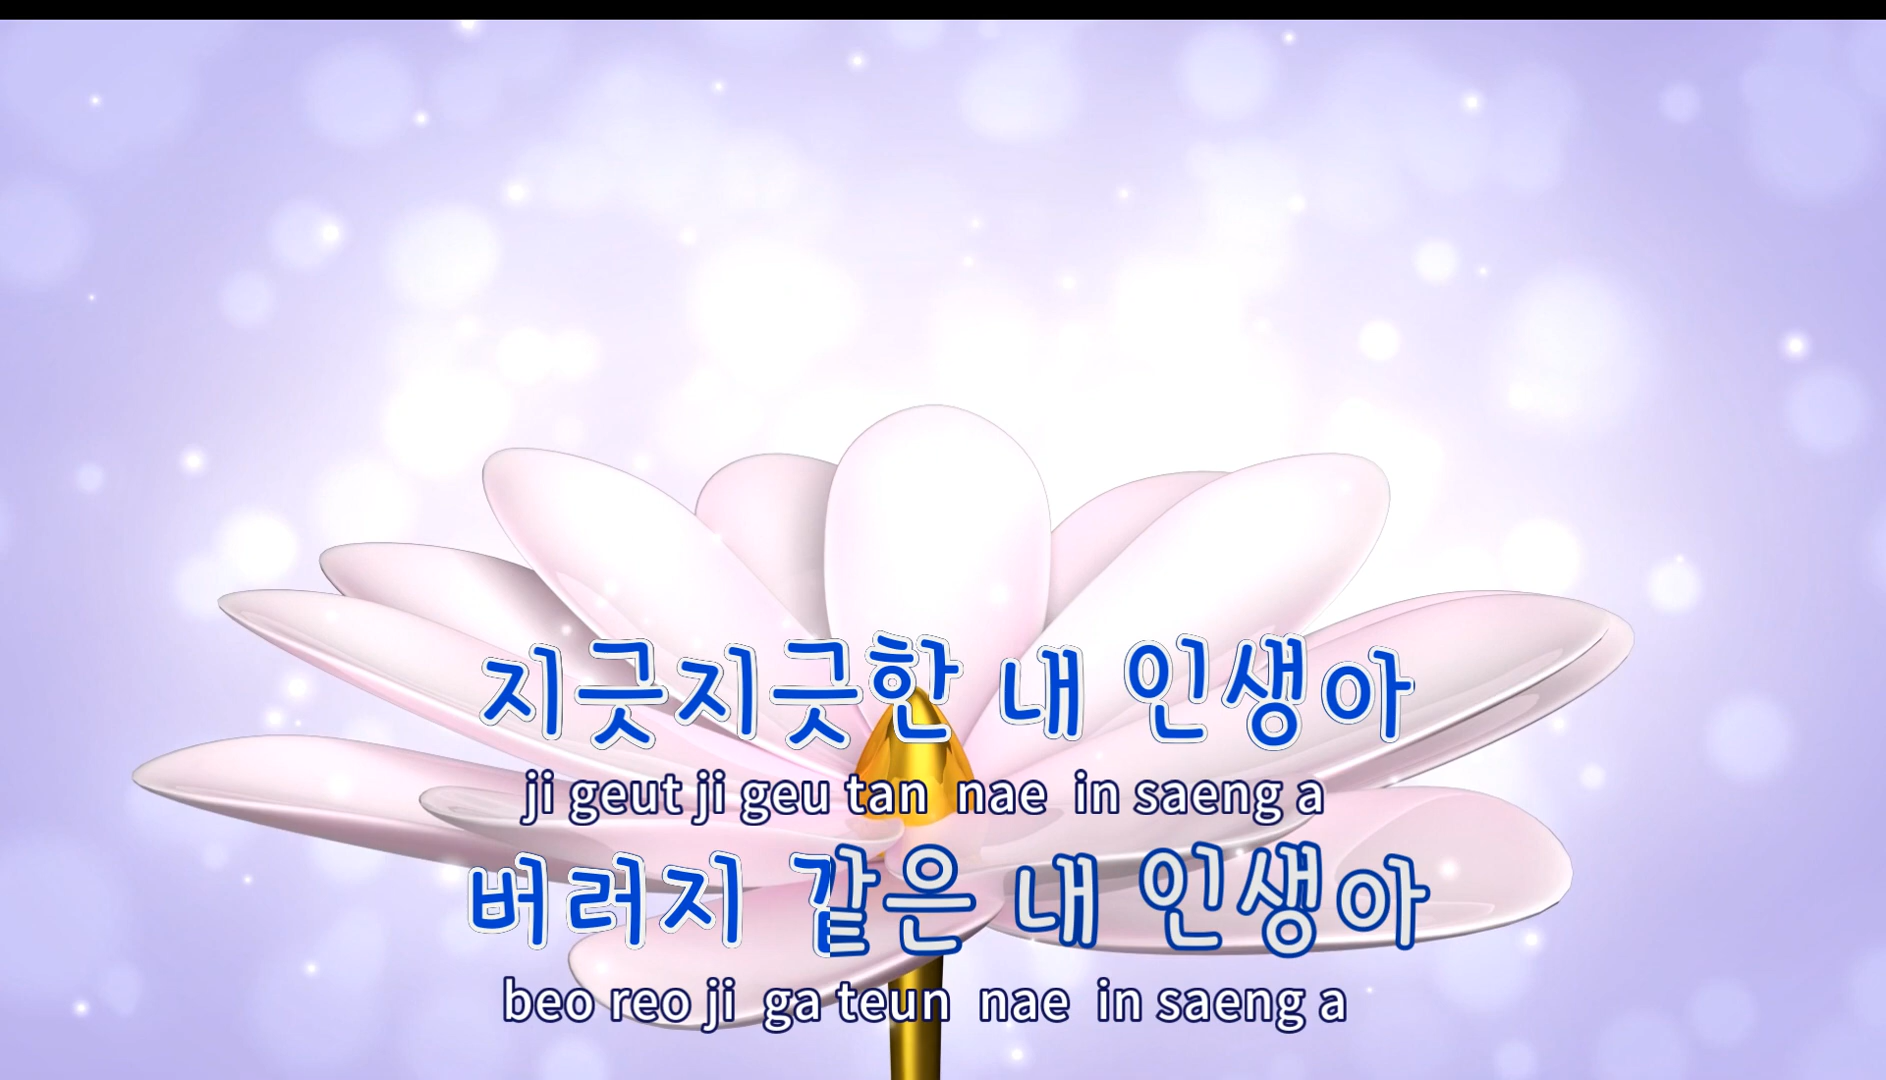 지긋지긋한 내 인생아
ji geut ji geu tan nae in saeng a
버러지 같은 내 인생아
beo reo ji ga teun nae in saeng a